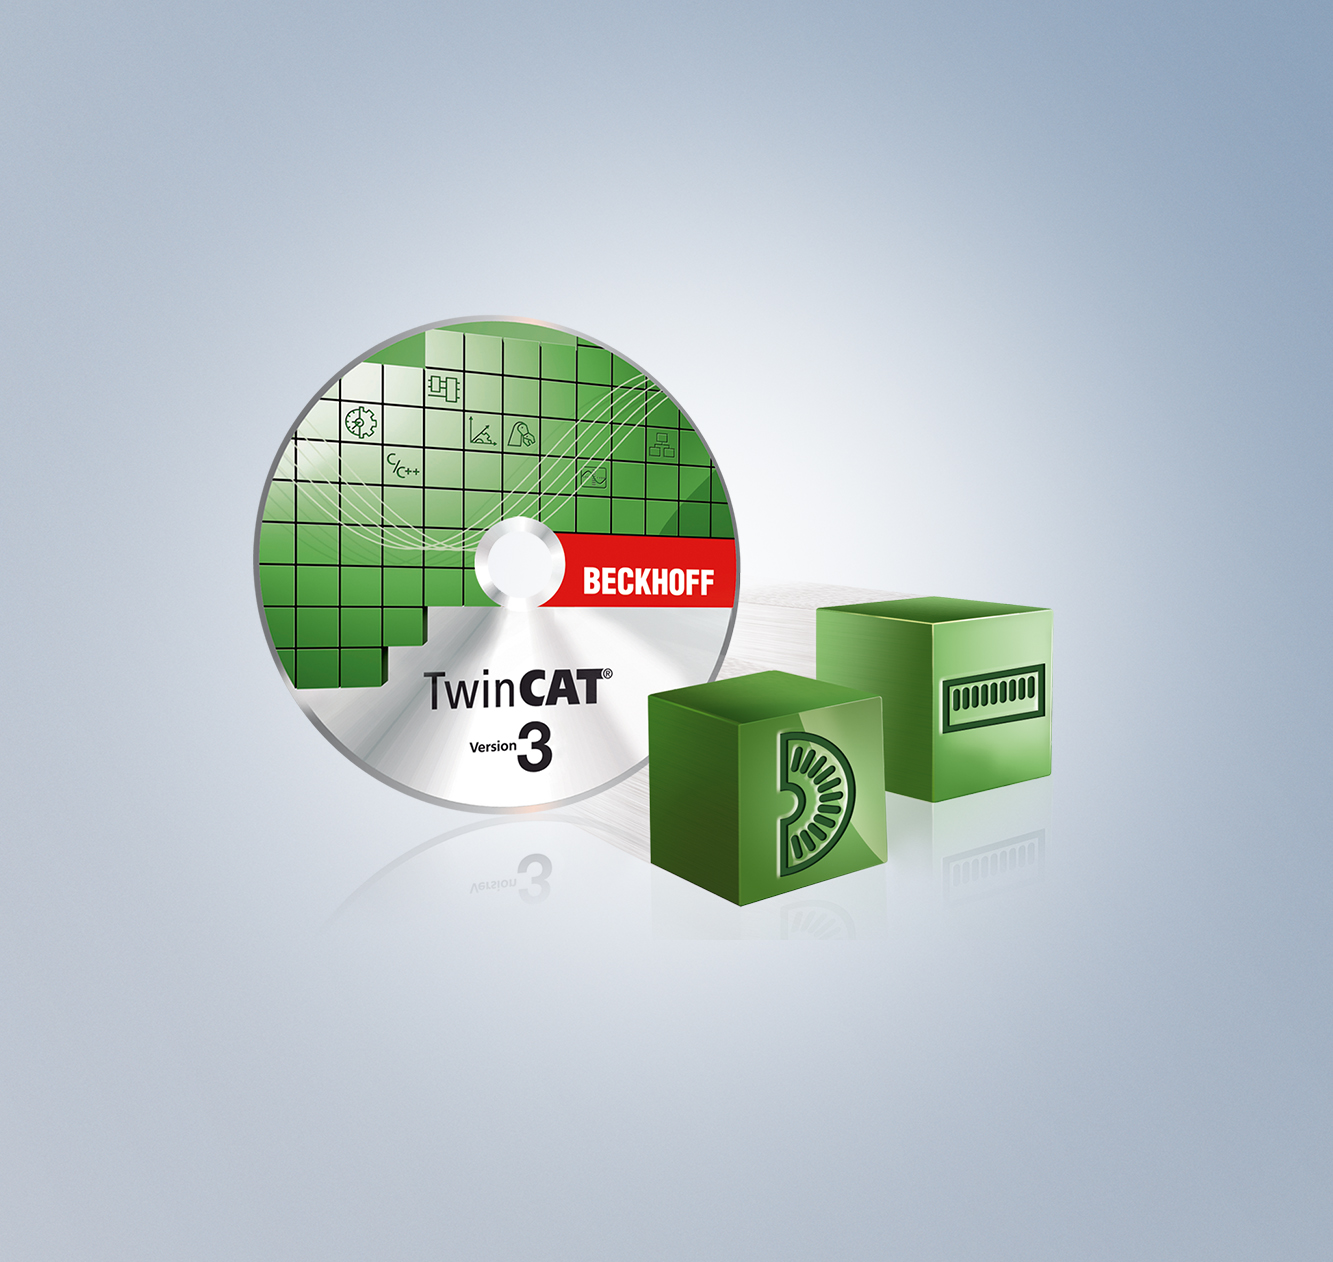 C/C++
BECKHOFF
TwinCAT®
Version 3
Version 3